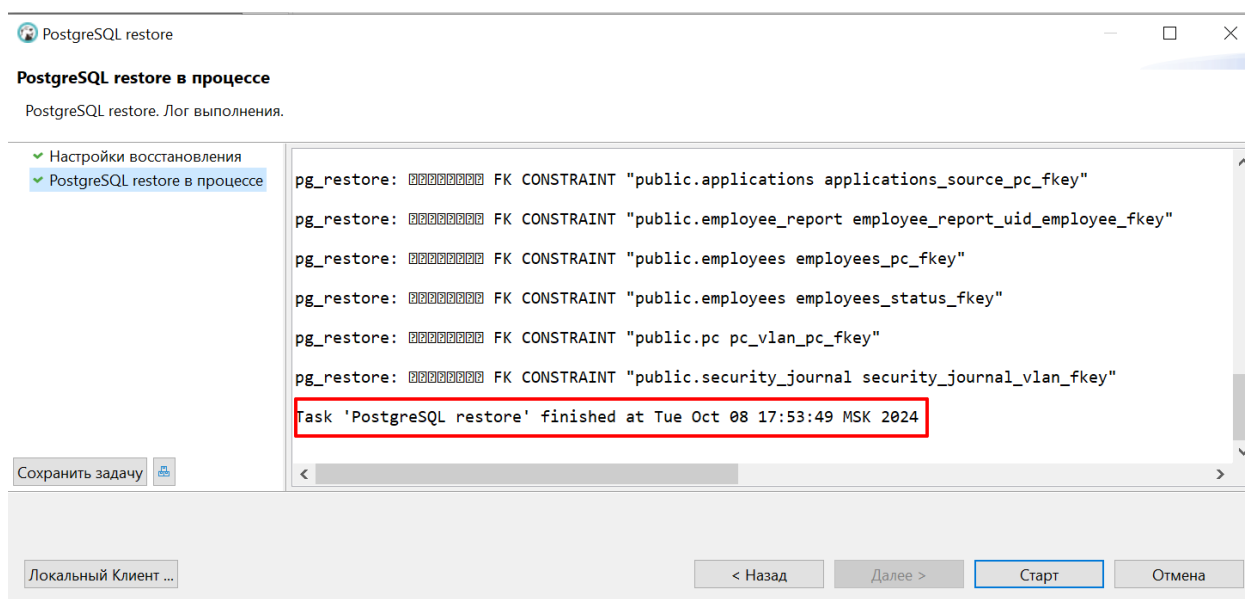 PostgreSQL restore
PostgreSQL restore в процессе
PostgreSQL restore. Лог выполнения.
Настройки восстановления
PostgreSQL restore в процессе
pg_restore: FK CONSTRAINT "public.applications applications_source_pc_fkey"
pg_restore: FK CONSTRAINT "public.employee_report employee_report_uid_employee_fkey"
pg_restore: FK CONSTRAINT "public.employees employees_pc_fkey"
pg_restore: FK CONSTRAINT "public.employees employees_status_fkey"
pg_restore: FK CONSTRAINT "public.pc pc_vlan_pc_fkey"
pg_restore: FK CONSTRAINT "public.security_journal security_journal_vlan_fkey"
Task 'PostgreSQL restore' finished at Tue Oct 08 17:53:49 MSK 2024
Сохранить задачу
Локальный Клиент ...
< Назад
Далее >
Старт
Отмена